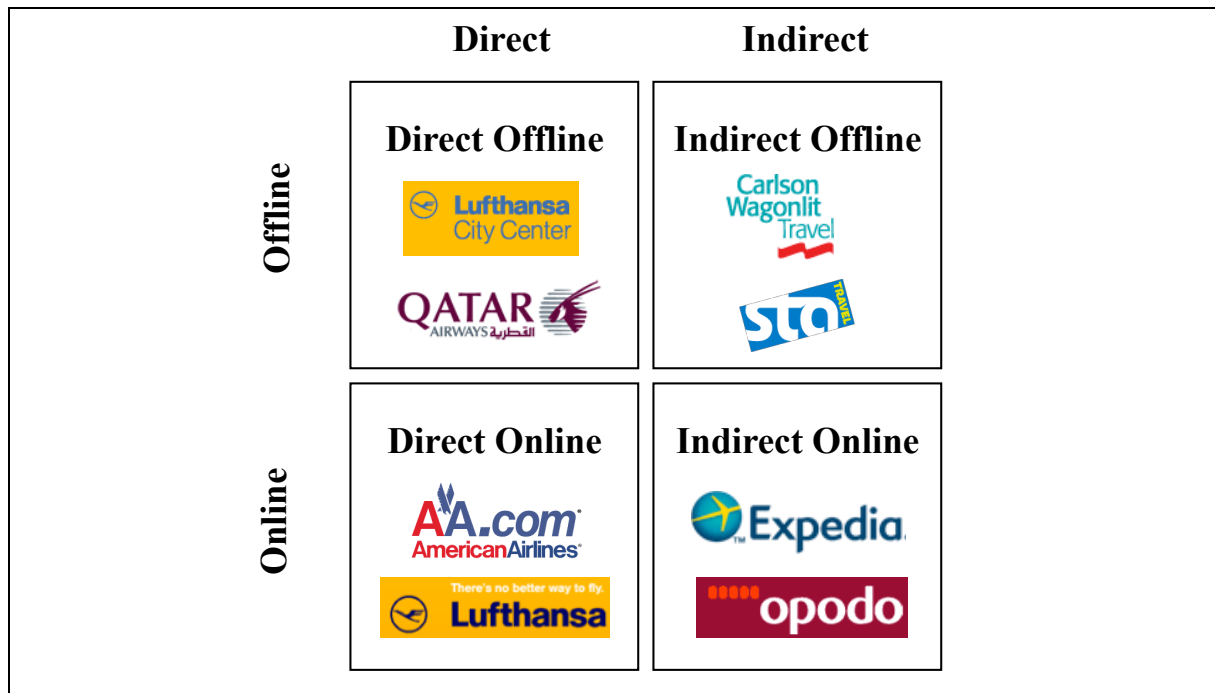 Direct Indirect
Direct Offline Indirect Offline
Offline
Lufthansa
City Center
Carlson
Wagonlit
Travel
QATAR
AIRWAYS القطرية
sta TRAVEL
Direct Online Indirect Online
Online
AA.com
AmericanAirlines®
Expedia
TM
There's no better way to fly.
Lufthansa
opodo